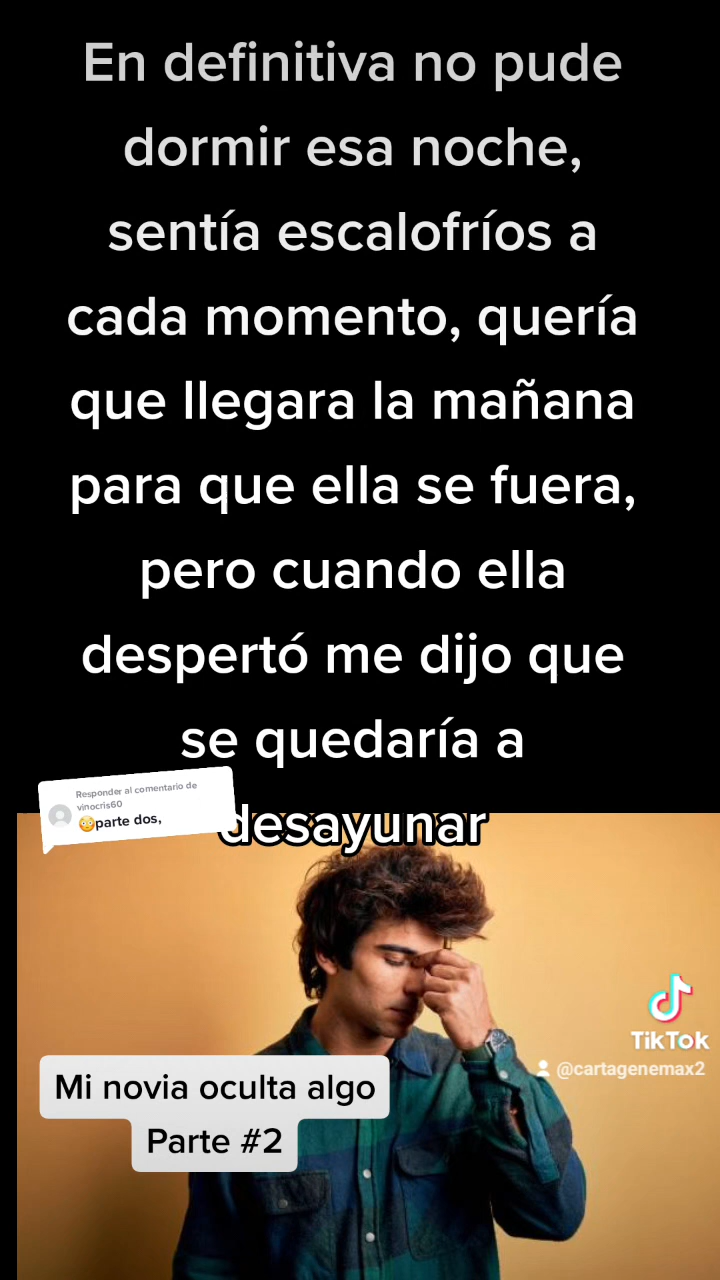 En definitiva no pude
dormir esa noche,
sentía escalofríos a
cada momento, quería
que llegara la mañana
para que ella se fuera,
pero cuando ella
despertó me dijo que
se quedaría a
desayunar
Responder al comentario de
vinocris60
😳parte dos,
TikTok
@cartagenemax2
Mi novia oculta algo
Parte #2